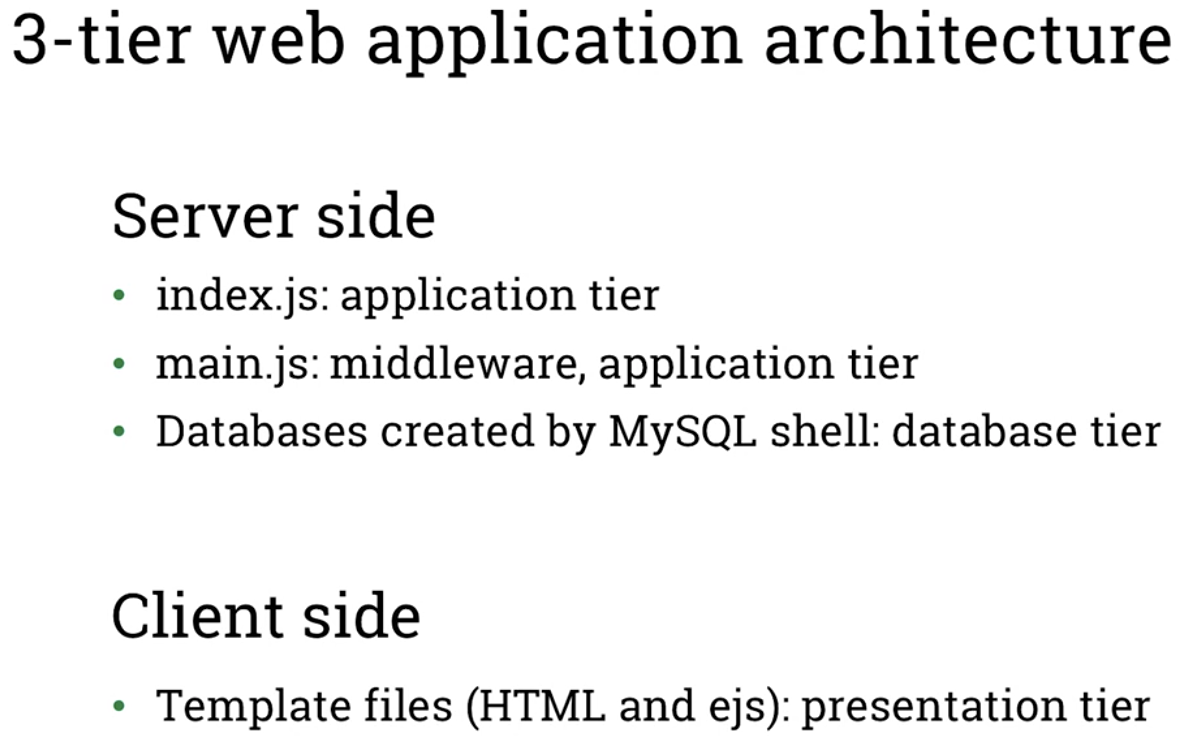 3-tier web application architecture
Server side
• index.js: application tier
• main.js: middleware, application tier
• Databases created by MySQL shell: database tier
Client side
• Template files (HTML and ejs): presentation tier